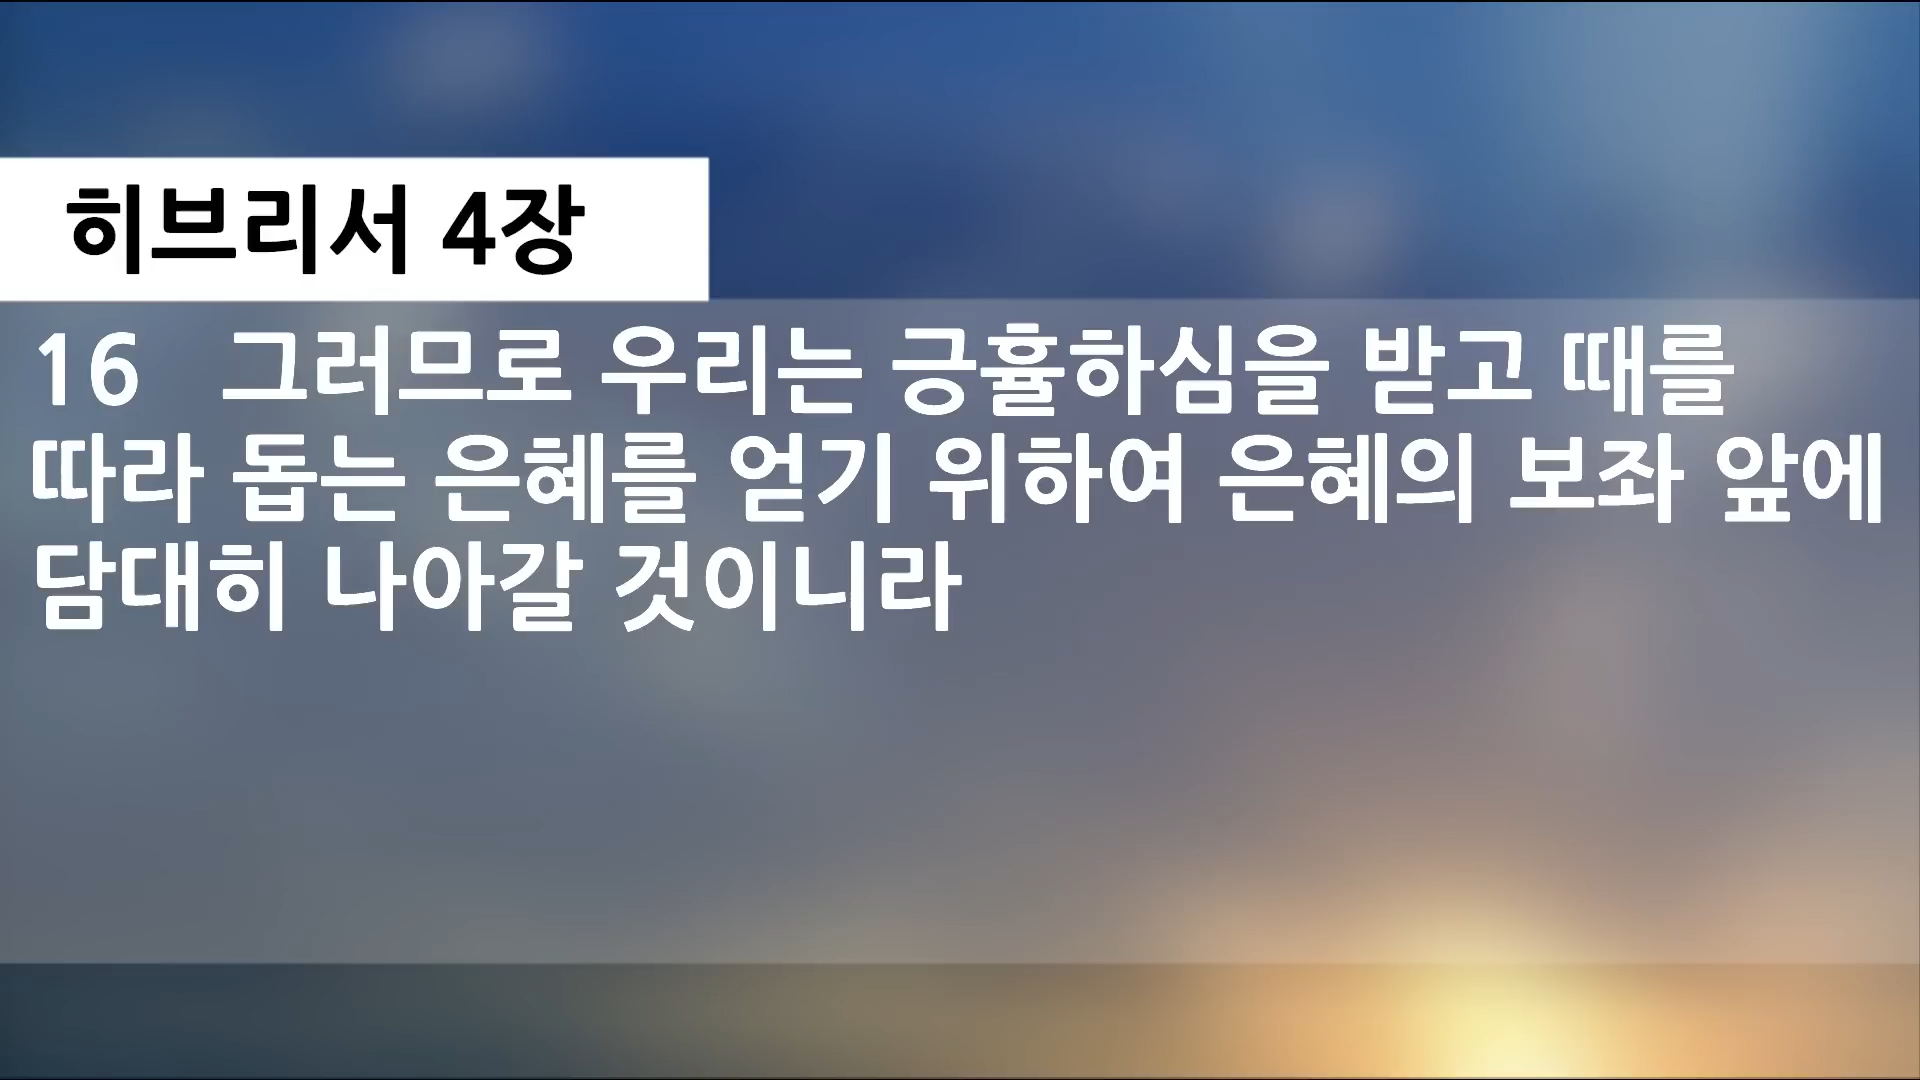 히브리서 4장
16 그러므로 우리는 긍휼하심을 받고 때를
따라 돕는 은혜를 얻기 위하여 은혜의 보좌 앞에
담대히 나아갈 것이니라